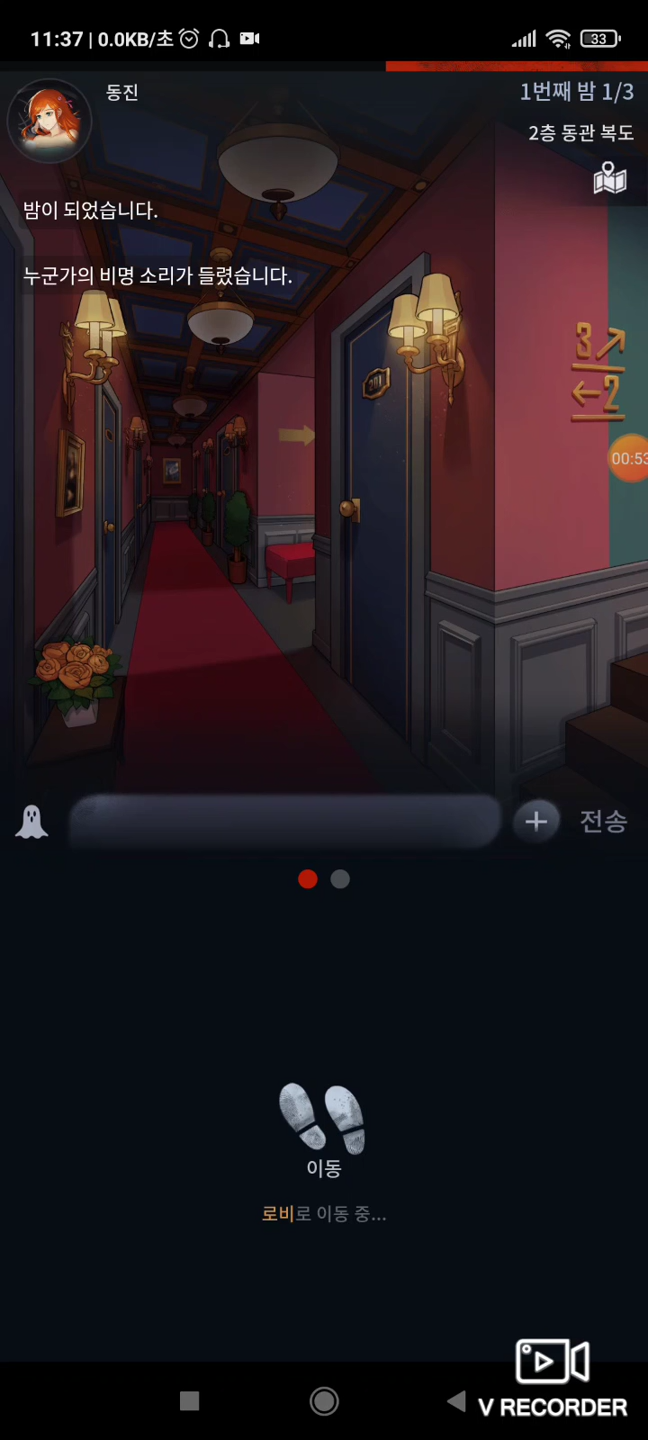 11:37 | 0.0KB/초
33
동진
1번째 밤 1/3
2층 동관 복도
밤이 되었습니다.
누군가의 비명 소리가 들렸습니다.
201
3↗
←2
00:53
전송
이동
로비로 이동 중...
V RECORDER